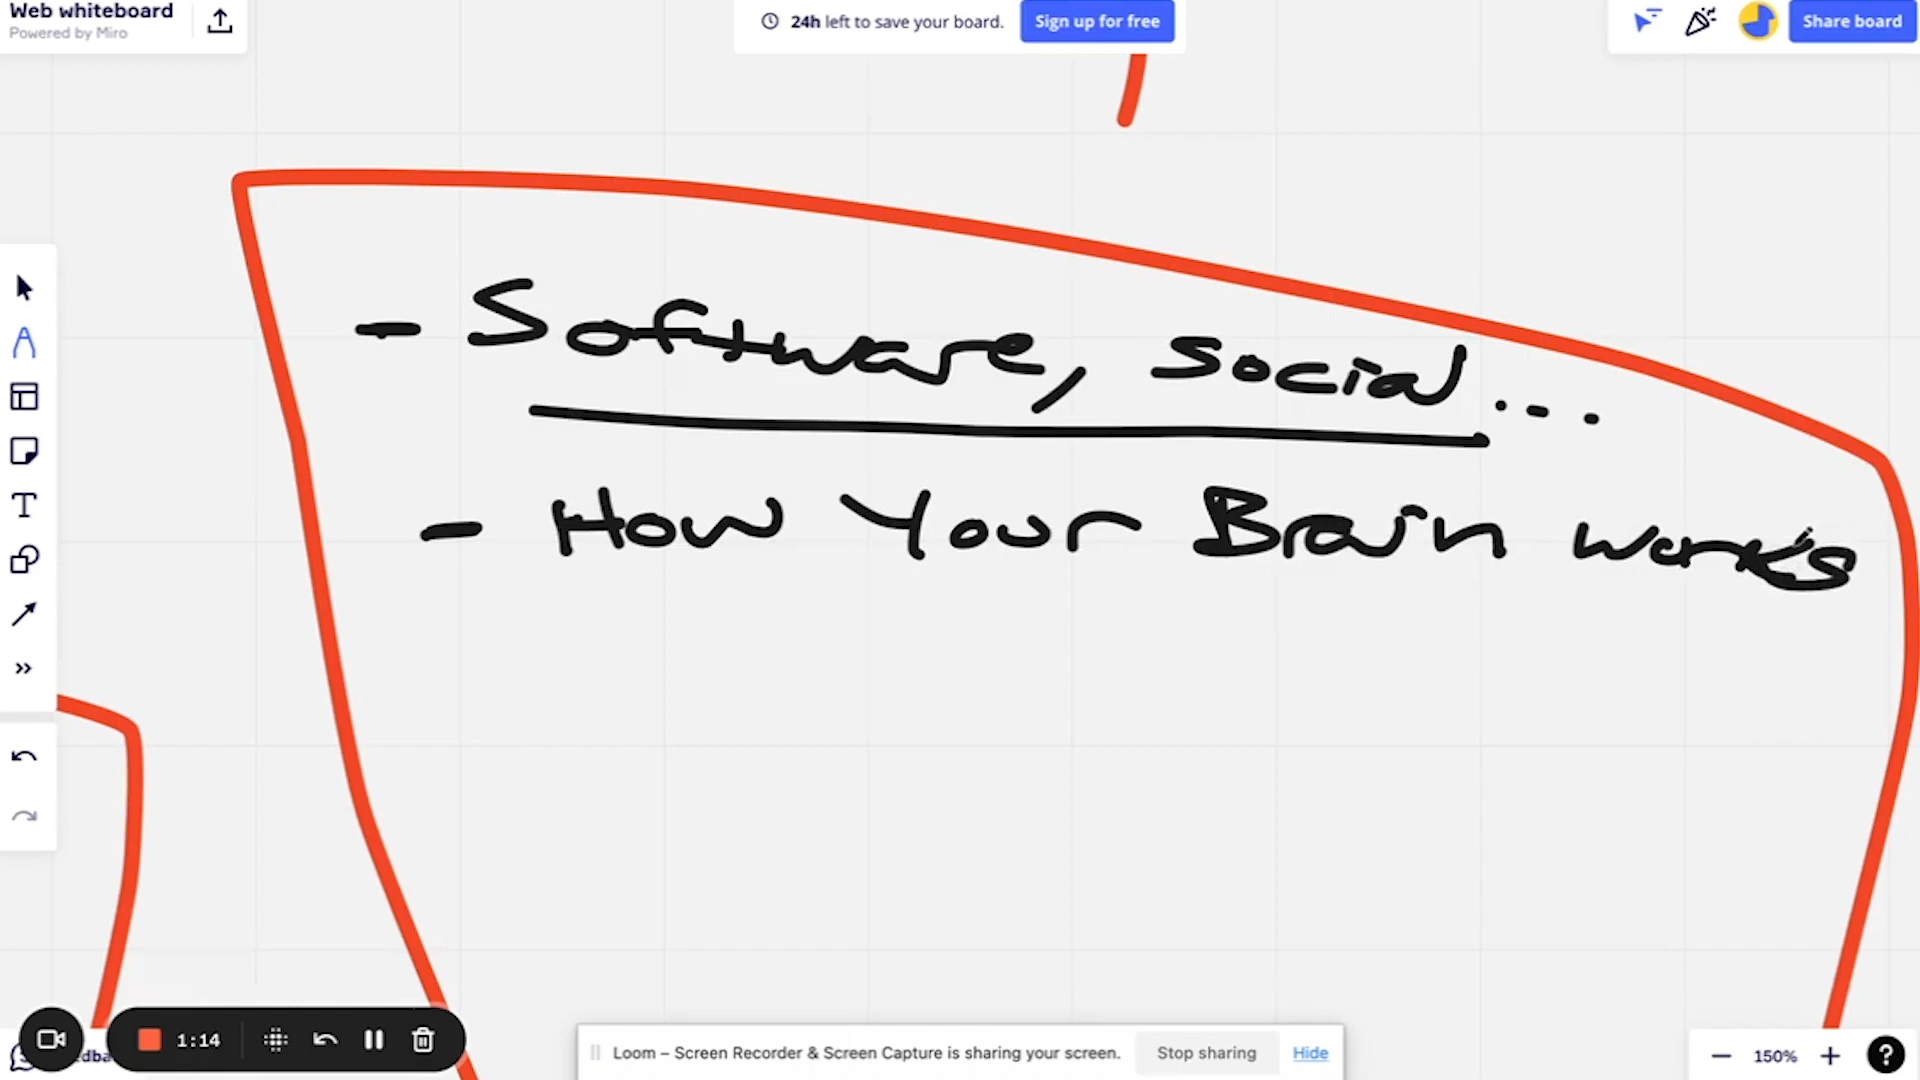 Web whiteboard
Powered by Miro
24h left to save your board.
Sign up for free
Share board
- Software, Social...
- How Your Brain works
1:14
Loom – Screen Recorder & Screen Capture is sharing your screen.
Stop sharing
Hide
150%
?